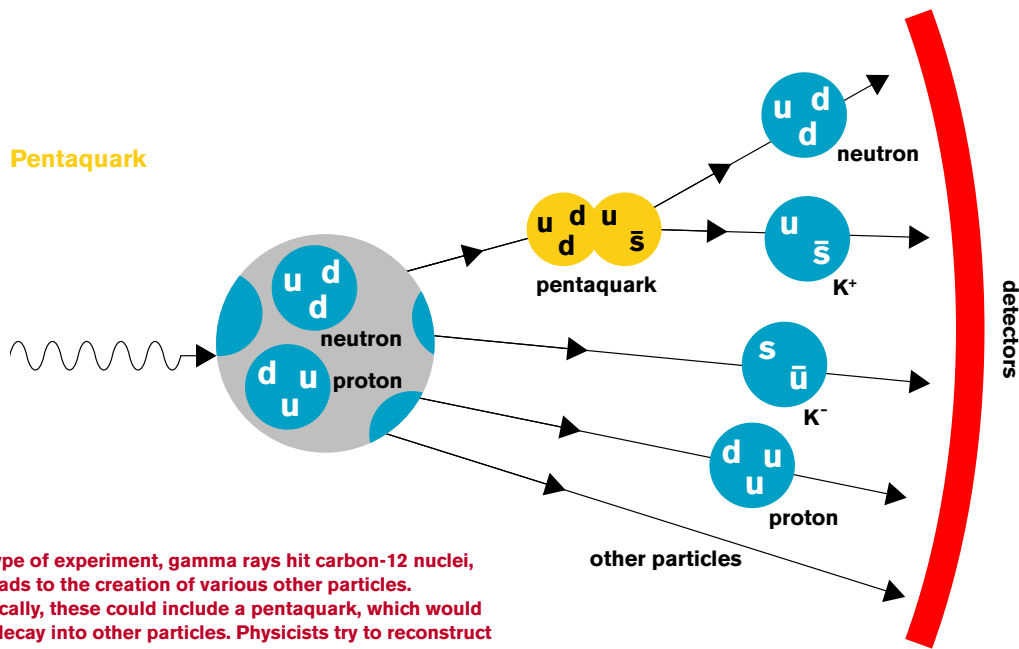 Pentaquark
u d
d
neutron
u d u
d s̄
pentaquark
u
s̄
K⁺
u d
d
neutron
d u
u
proton
s
ū
K⁻
d u
u
proton
other particles
detectors
ype of experiment, gamma rays hit carbon-12 nuclei,
ads to the creation of various other particles.
cally, these could include a pentaquark, which would
decay into other particles. Physicists try to reconstruct